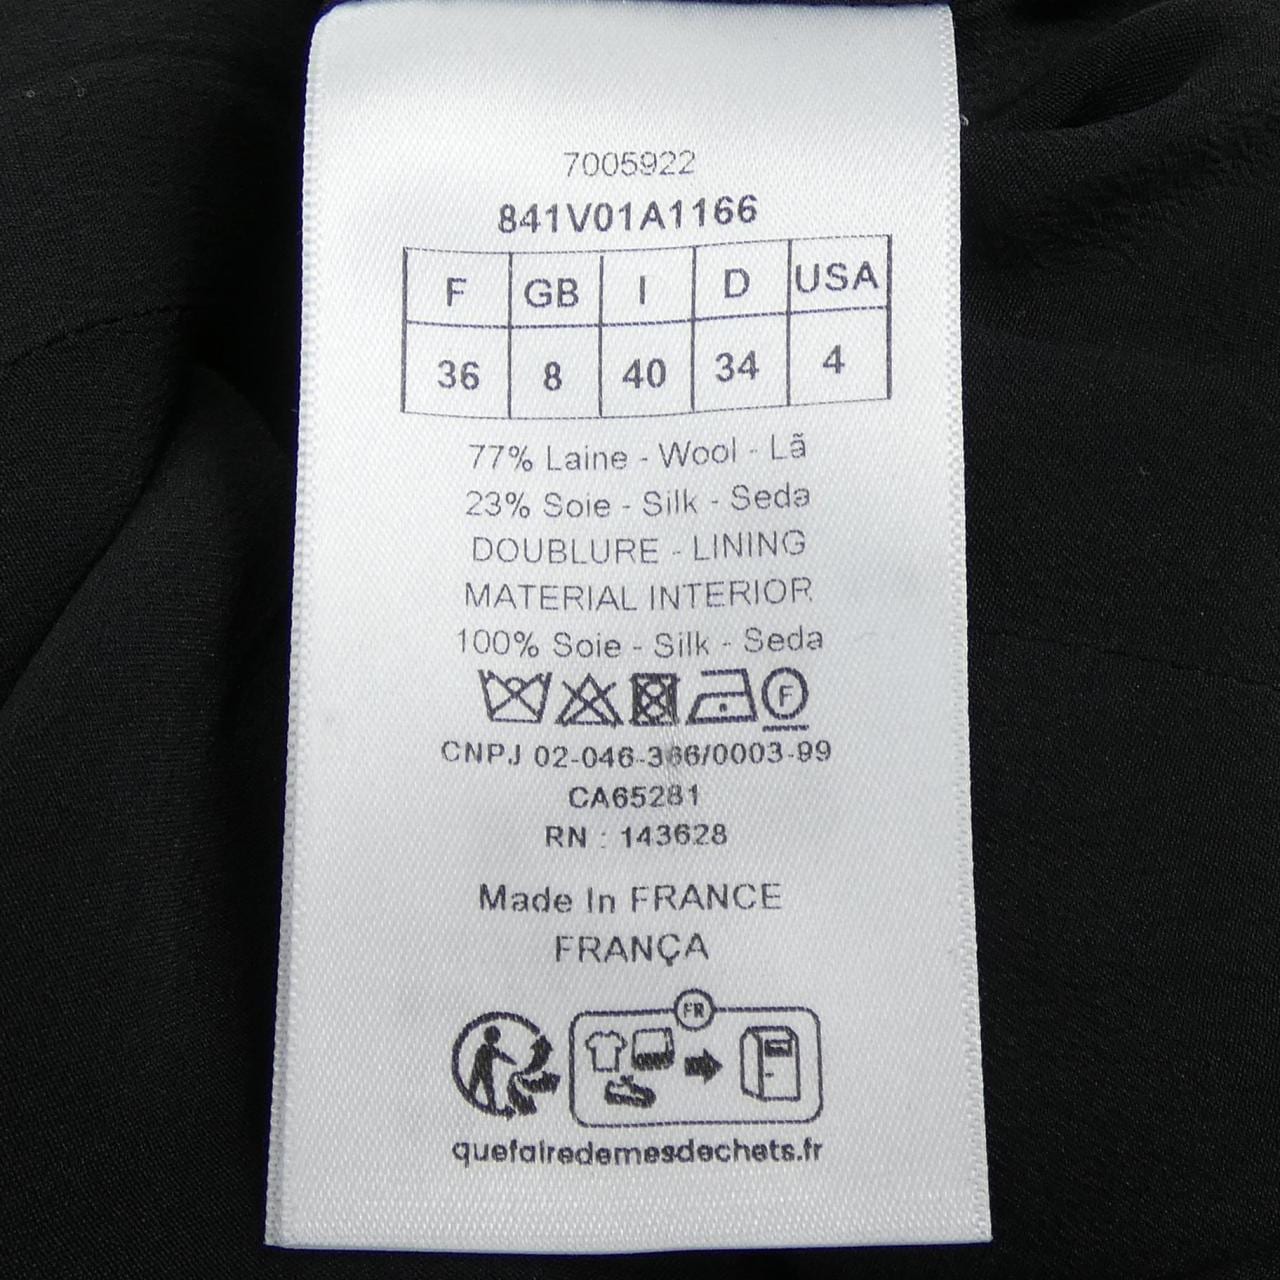 7005922
841V01A1166
F GB I D USA
36 8 40 34 4
77% Laine - Wool - Lã
23% Soie - Silk - Seda
DOUBLURE - LINING
MATERIAL INTERIOR
100% Soie - Silk - Seda
F
CNPJ 02-046-366/0003-99
CA65281
RN : 143628
Made In FRANCE
FRANÇA
FR
quefairedemesdechets.fr